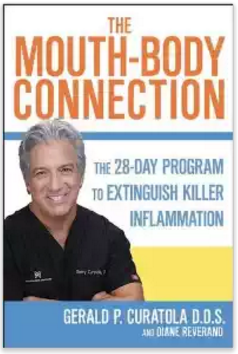 THE
MOUTH-BODY
CONNECTION
THE 28-DAY PROGRAM
TO EXTINGUISH KILLER
INFLAMMATION
GERALD P. CURATOLA D.D.S.
AND DIANE REVERAND